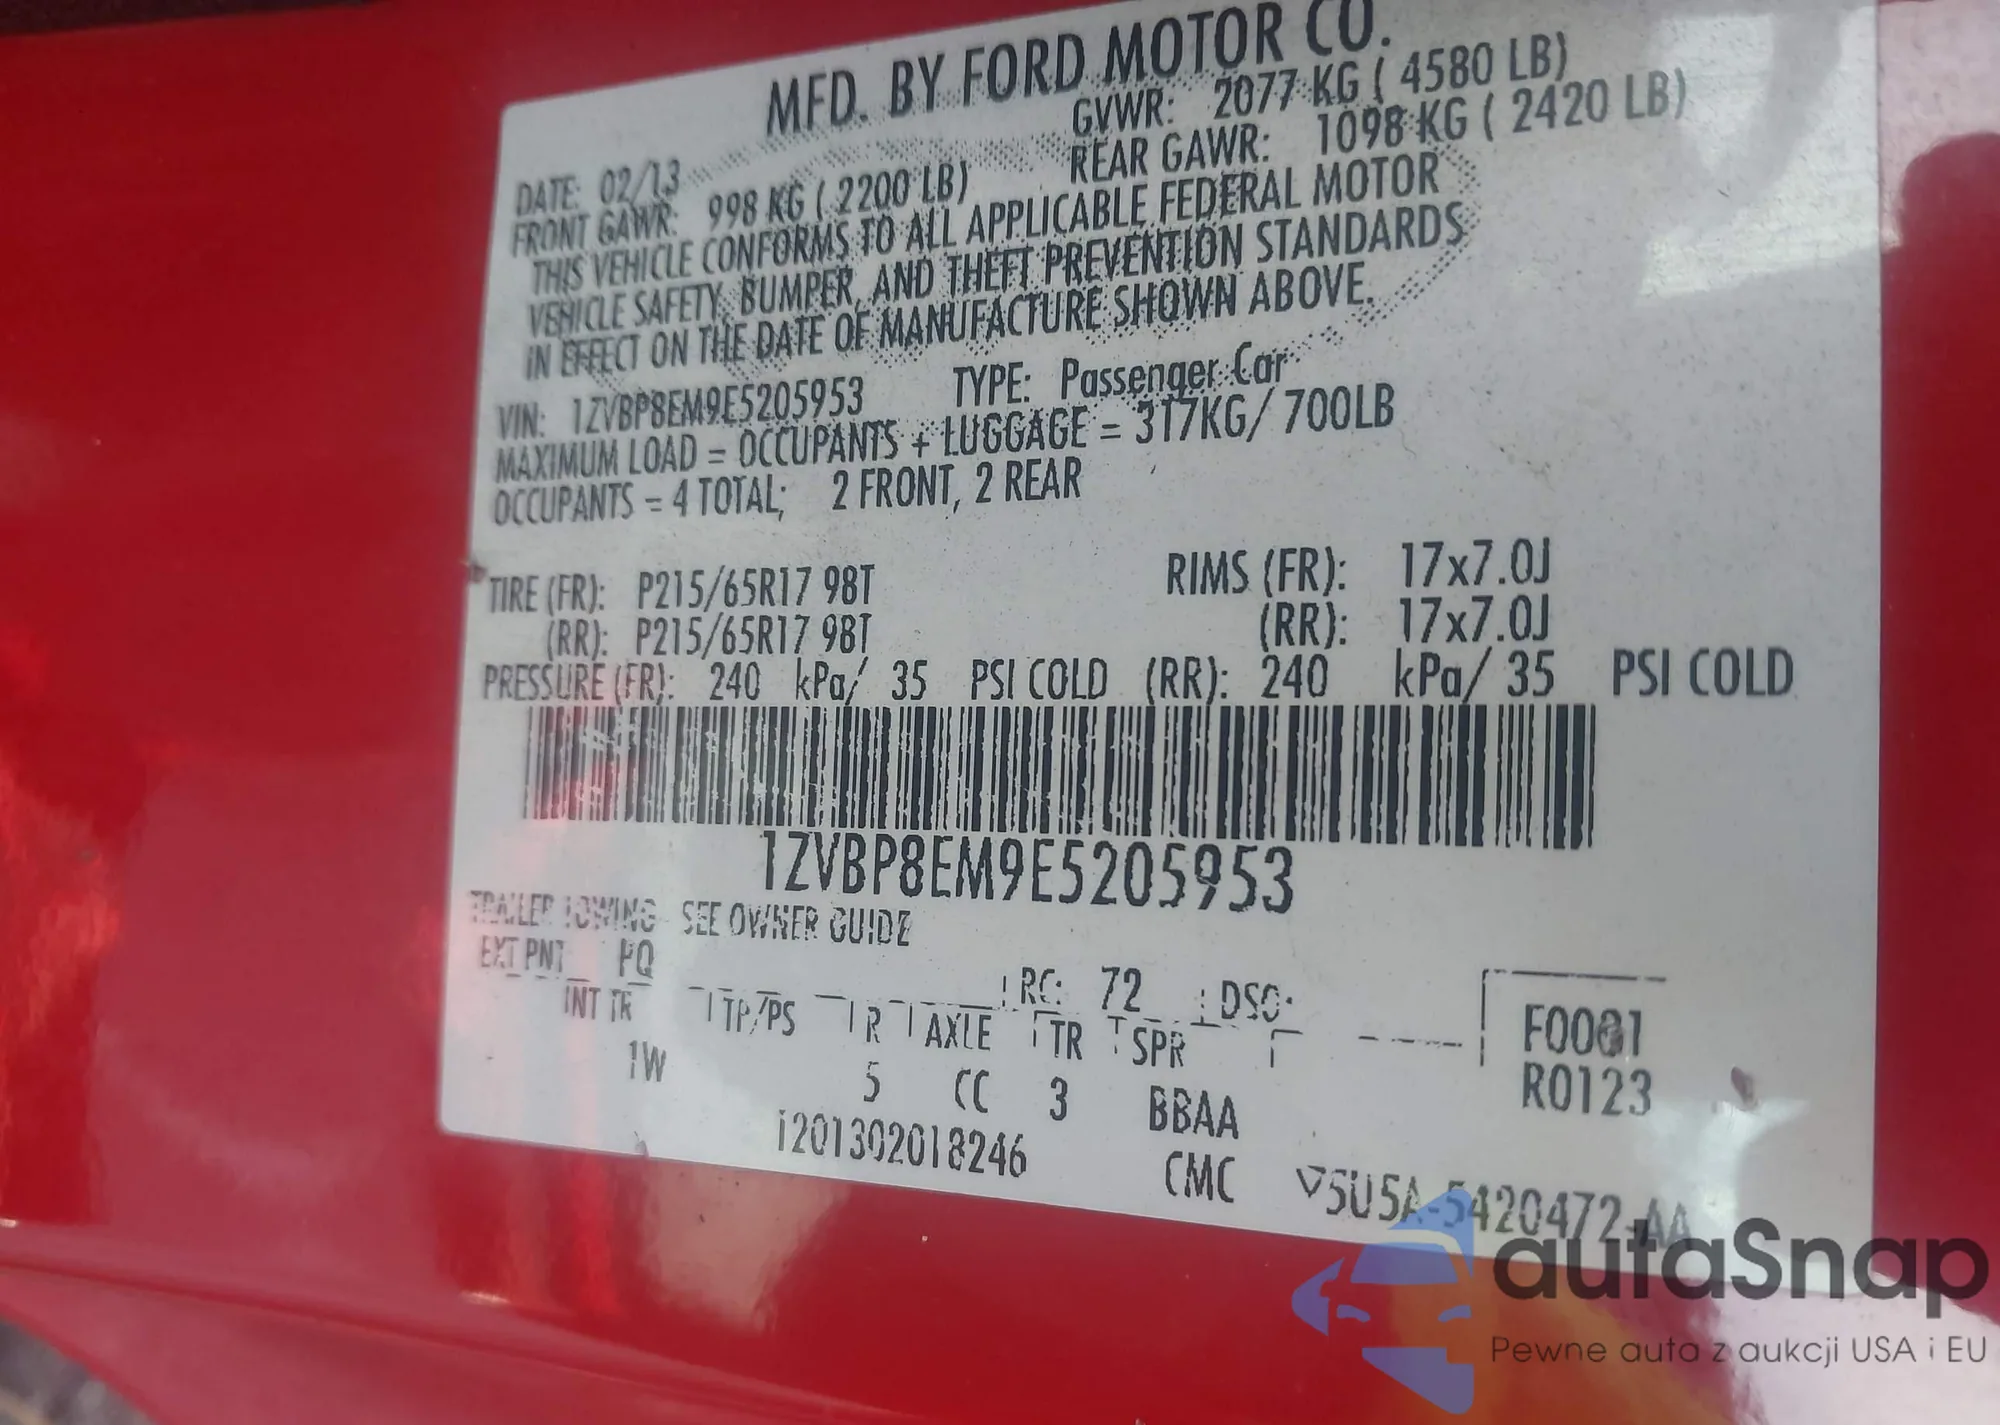 MFD. BY FORD MOTOR CO.
DATE: 02/13 GVWR: 2077 KG ( 4580 LB)
FRONT GAWR: 998 KG ( 2200 LB) REAR GAWR: 1098 KG ( 2420 LB)
THIS VEHICLE CONFORMS TO ALL APPLICABLE FEDERAL MOTOR
VEHICLE SAFETY, BUMPER, AND THEFT PREVENTION STANDARDS
IN EFFECT ON THE DATE OF MANUFACTURE SHOWN ABOVE.
VIN: 1ZVBP8EM9E5205953 TYPE: Passenger Car
MAXIMUM LOAD = OCCUPANTS + LUGGAGE = 317KG/ 700LB
OCCUPANTS = 4 TOTAL; 2 FRONT, 2 REAR
TIRE (FR): P215/65R17 98T RIMS (FR): 17x7.0J
(RR): P215/65R17 98T (RR): 17x7.0J
PRESSURE (FR): 240 kPa/ 35 PSI COLD (RR): 240 kPa/ 35 PSI COLD
1ZVBP8EM9E5205953
TRAILER TOWING - SEE OWNER GUIDE
EXT PNT PQ RC: 72 DSO:
INT TR TP/PS R AXLE TR SPR F0001
1W 5 CC 3 BBAA R0123
i201302018246 CMC ▽5U5A-5420472-AA
autaSnap
Pewne auta z aukcji USA i EU